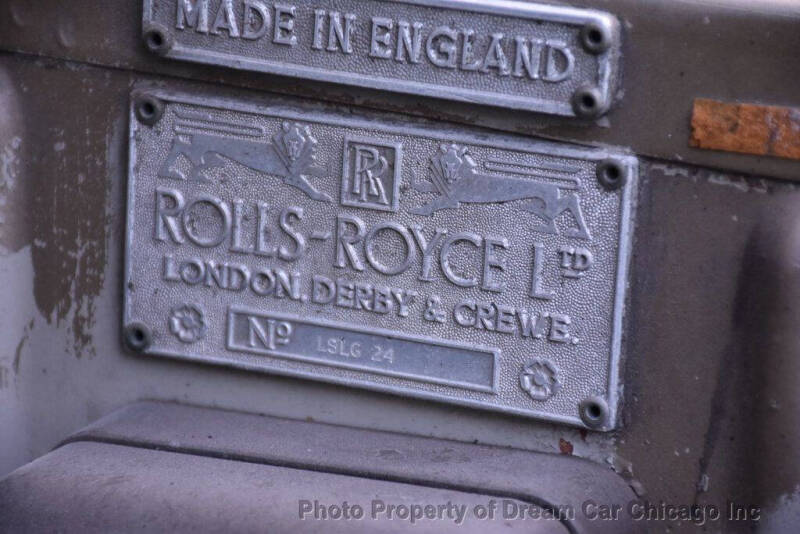 MADE IN ENGLAND
RR
ROLLS-ROYCE LTD
LONDON. DERBY & CREWE.
No LSLG 24
Photo Property of Dream Car Chicago Inc